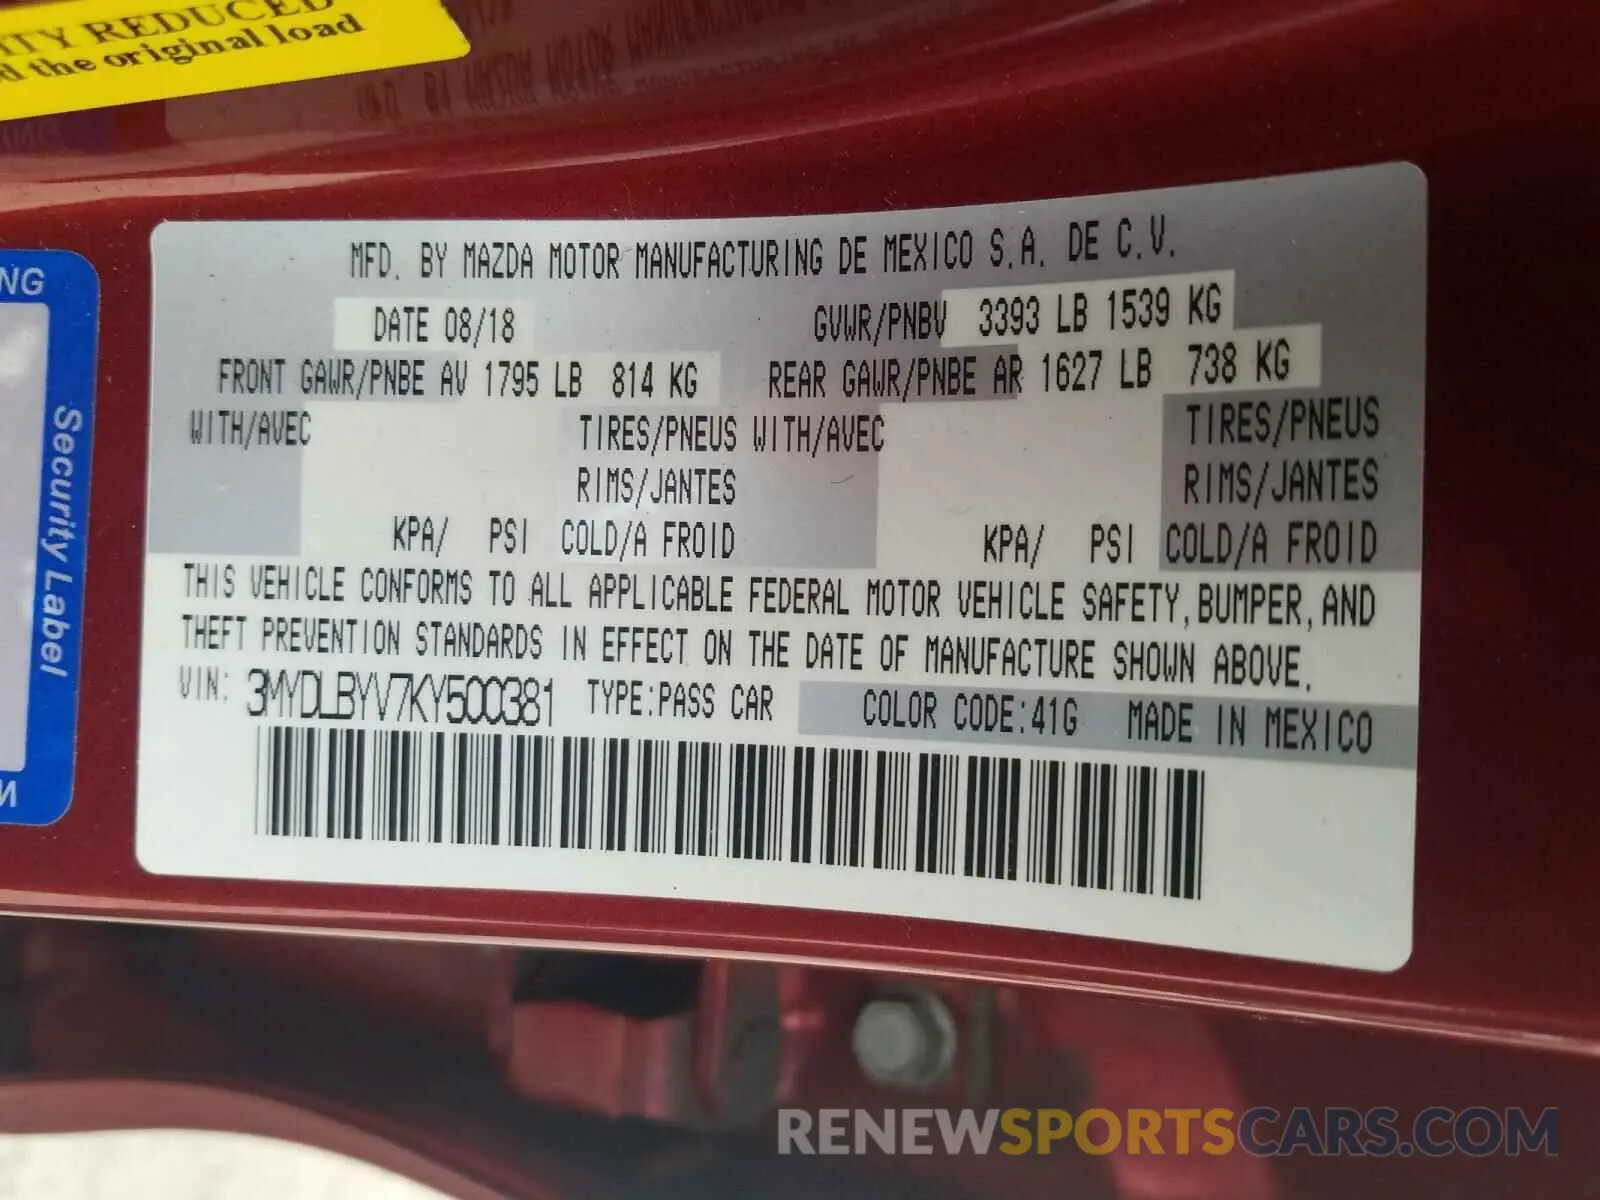 REDUCED
the original load
NG
Security Label
MFD. BY MAZDA MOTOR MANUFACTURING DE MEXICO S.A. DE C.V.
DATE 08/18 GVWR/PNBV 3393 LB 1539 KG
FRONT GAWR/PNBE AV 1795 LB 814 KG REAR GAWR/PNBE AR 1627 LB 738 KG
WITH/AVEC TIRES/PNEUS WITH/AVEC TIRES/PNEUS
RIMS/JANTES RIMS/JANTES
KPA/ PSI COLD/A FROID KPA/ PSI COLD/A FROID
THIS VEHICLE CONFORMS TO ALL APPLICABLE FEDERAL MOTOR VEHICLE SAFETY, BUMPER, AND
THEFT PREVENTION STANDARDS IN EFFECT ON THE DATE OF MANUFACTURE SHOWN ABOVE.
VIN: 3MYDLBYV7KY500381 TYPE:PASS CAR COLOR CODE:41G MADE IN MEXICO
RENEWSPORTSCARS.COM